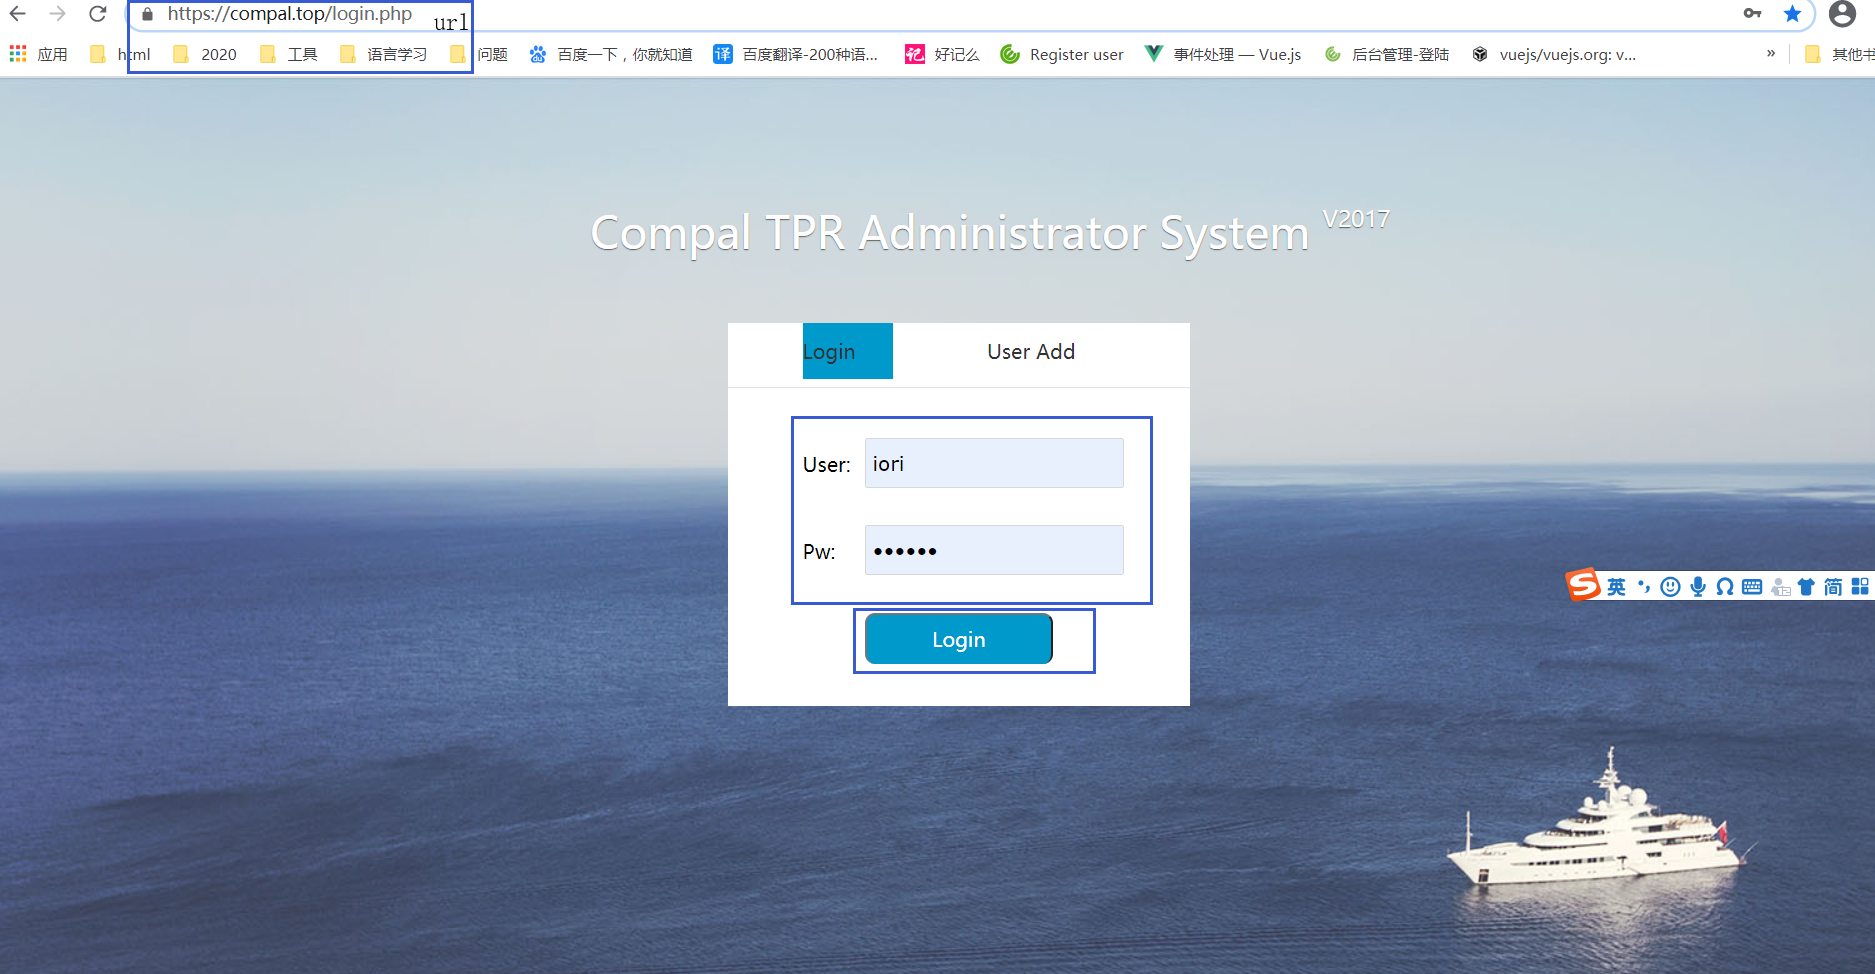 https://compal.top/login.php
url
应用 html 2020 工具 语言学习 问题 百度一下，你就知道 译 百度翻译-200种语... 记 好记么 Register user 事件处理 — Vue.js 后台管理-登陆 vuejs/vuejs.org: v... » 其他书
Compal TPR Administrator System V2017
Login User Add
User: iori
Pw: ••••••
S 英 简
Login